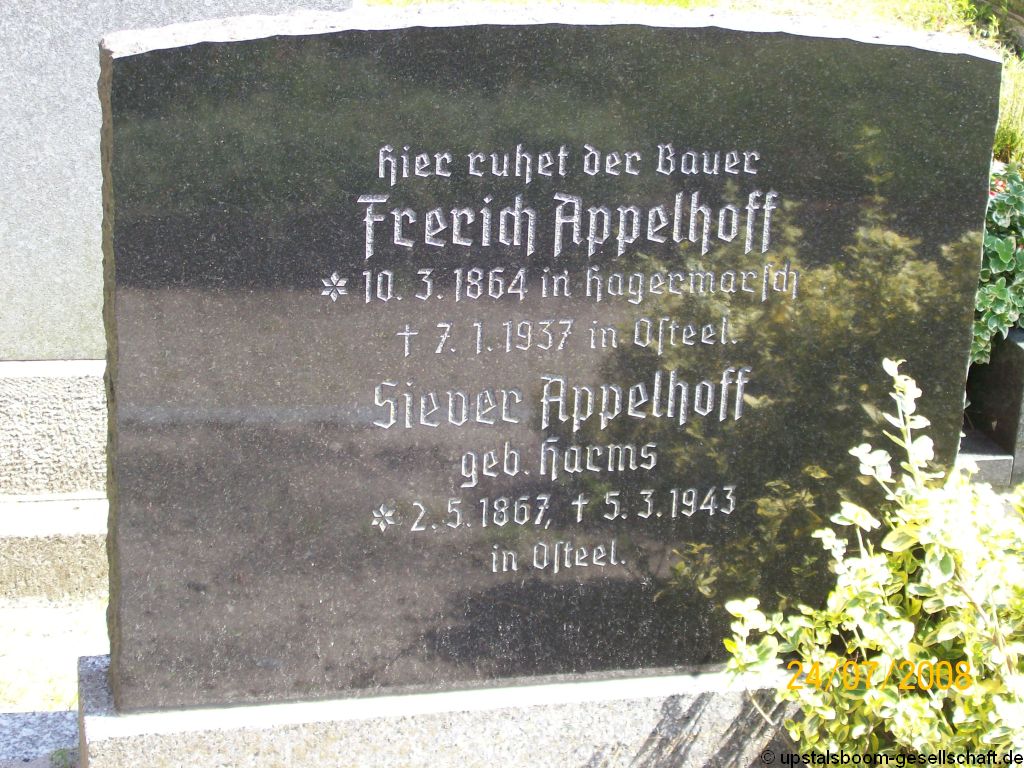 Hier ruhet der Bauer
Frerich Appelhoff
* 10. 3. 1864 in Hagermarsch
† 7. 1. 1937 in Osteel.
Siever Appelhoff
geb. Harms
* 2. 5. 1867, † 5. 3. 1943
in Osteel.
24/07/2008
© upstalsboom-gesellschaft.de